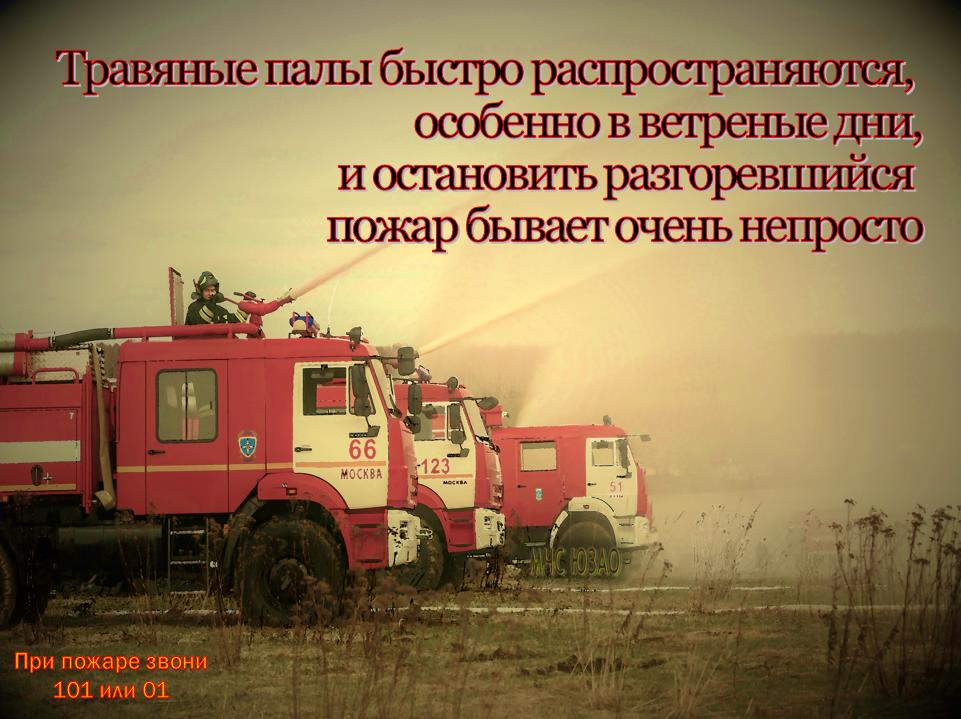 Травяные палы быстро распространяются,
особенно в ветреные дни,
и остановить разгоревшийся
пожар бывает очень непросто
66
МОСКВА
123
МОСКВА
51
МЧС ЮЗАО
При пожаре звони
101 или 01